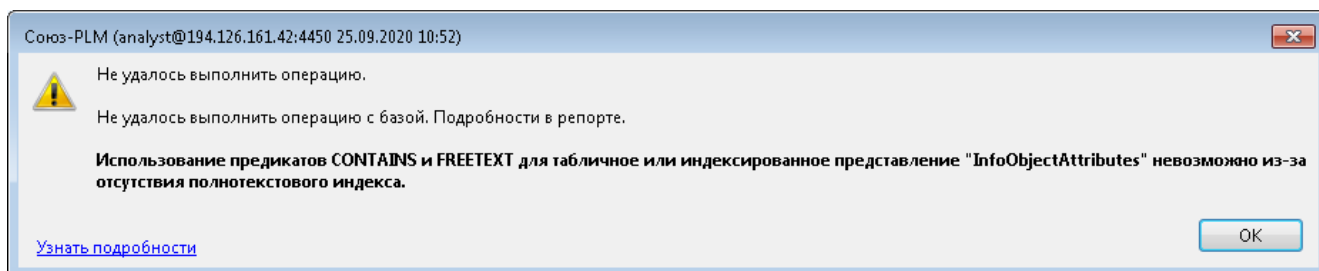 Союз-PLM (analyst@194.126.161.42:4450 25.09.2020 10:52)
Не удалось выполнить операцию.
Не удалось выполнить операцию с базой. Подробности в репорте.
Использование предикатов CONTAINS и FREETEXT для табличное или индексированное представление "InfoObjectAttributes" невозможно из-за
отсутствия полнотекстового индекса.
OK
Узнать подробности